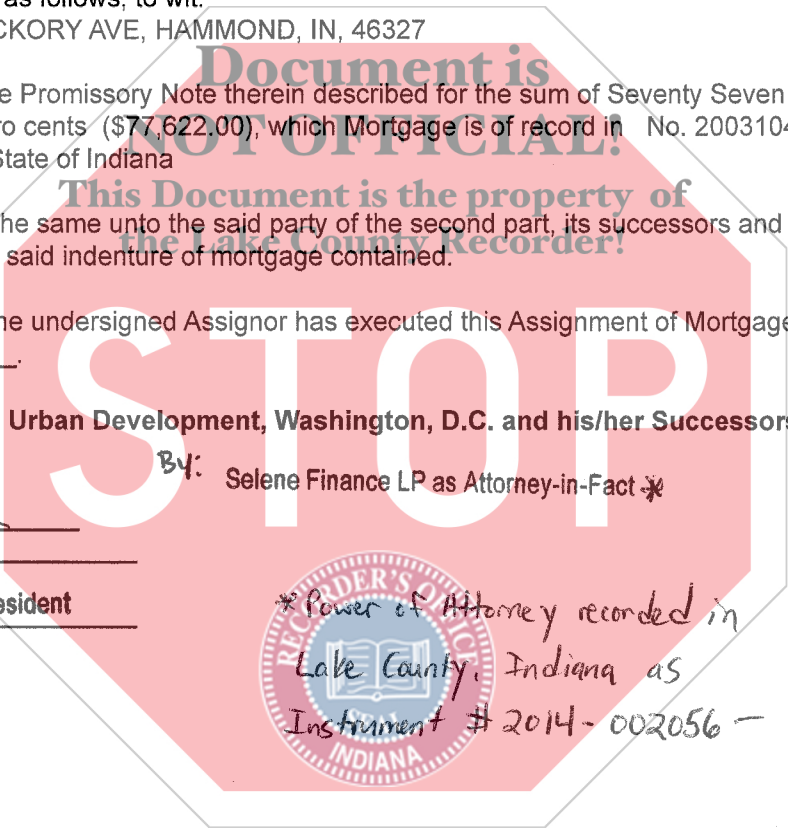 as follows, to wit:
CKORY AVE, HAMMOND, IN, 46327
Document is
e Promissory Note therein described for the sum of Seventy Seven
ro cents ($77,622.00), which Mortgage is of record in No. 2003104
NOT OFFICIAL!
State of Indiana
This Document is the property of
he same unto the said party of the second part, its successors and
the Lake County Recorder!
said indenture of mortgage contained.
ne undersigned Assignor has executed this Assignment of Mortgage
STOP
Urban Development, Washington, D.C. and his/her Successors
By: Selene Finance LP as Attorney-in-Fact *
esident
* Power of Attorney recorded in
Lake County, Indiana as
Instrument # 2014-002056 -
RECORDER'S OFFICE
SEAL
INDIANA